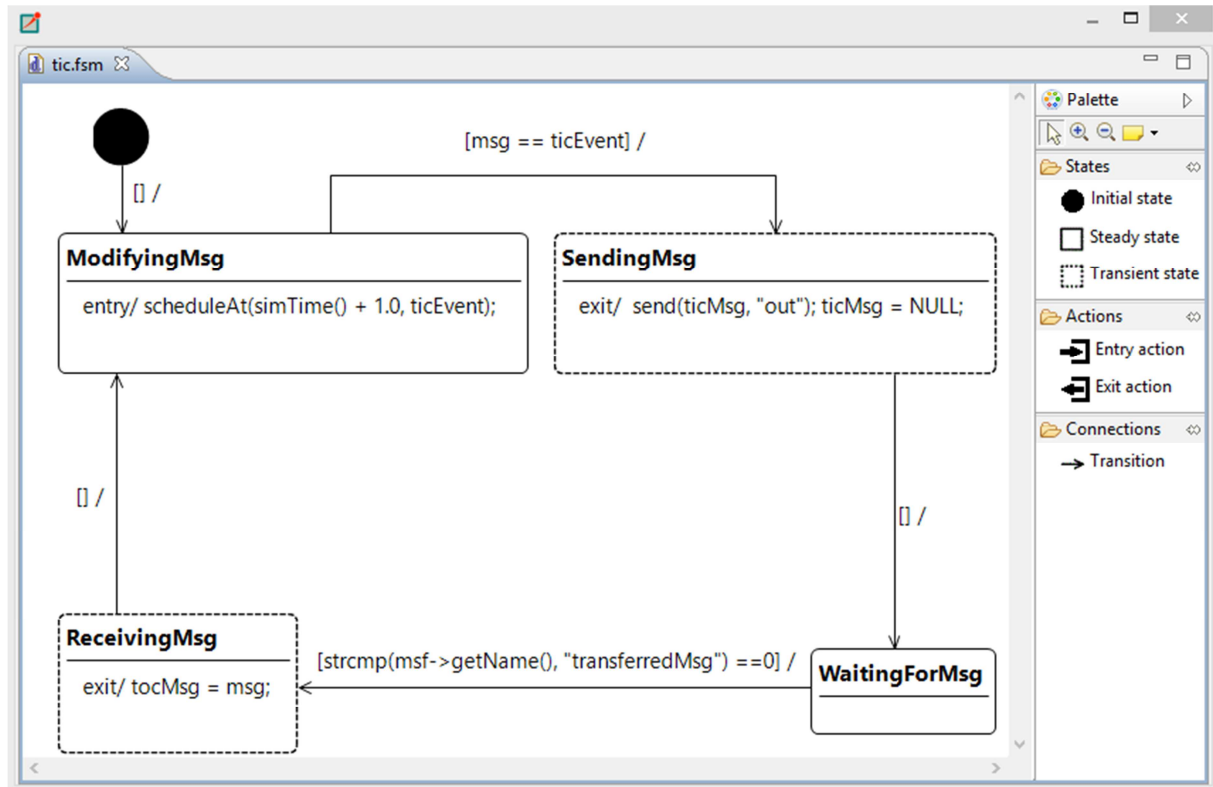 tic.fsm
[msg == ticEvent] /
[] /
ModifyingMsg
entry/ scheduleAt(simTime() + 1.0, ticEvent);
SendingMsg
exit/ send(ticMsg, "out"); ticMsg = NULL;
[] /
[] /
ReceivingMsg
exit/ tocMsg = msg;
[strcmp(msf->getName(), "transferredMsg") ==0] /
WaitingForMsg
Palette
States
Initial state
Steady state
Transient state
Actions
Entry action
Exit action
Connections
Transition